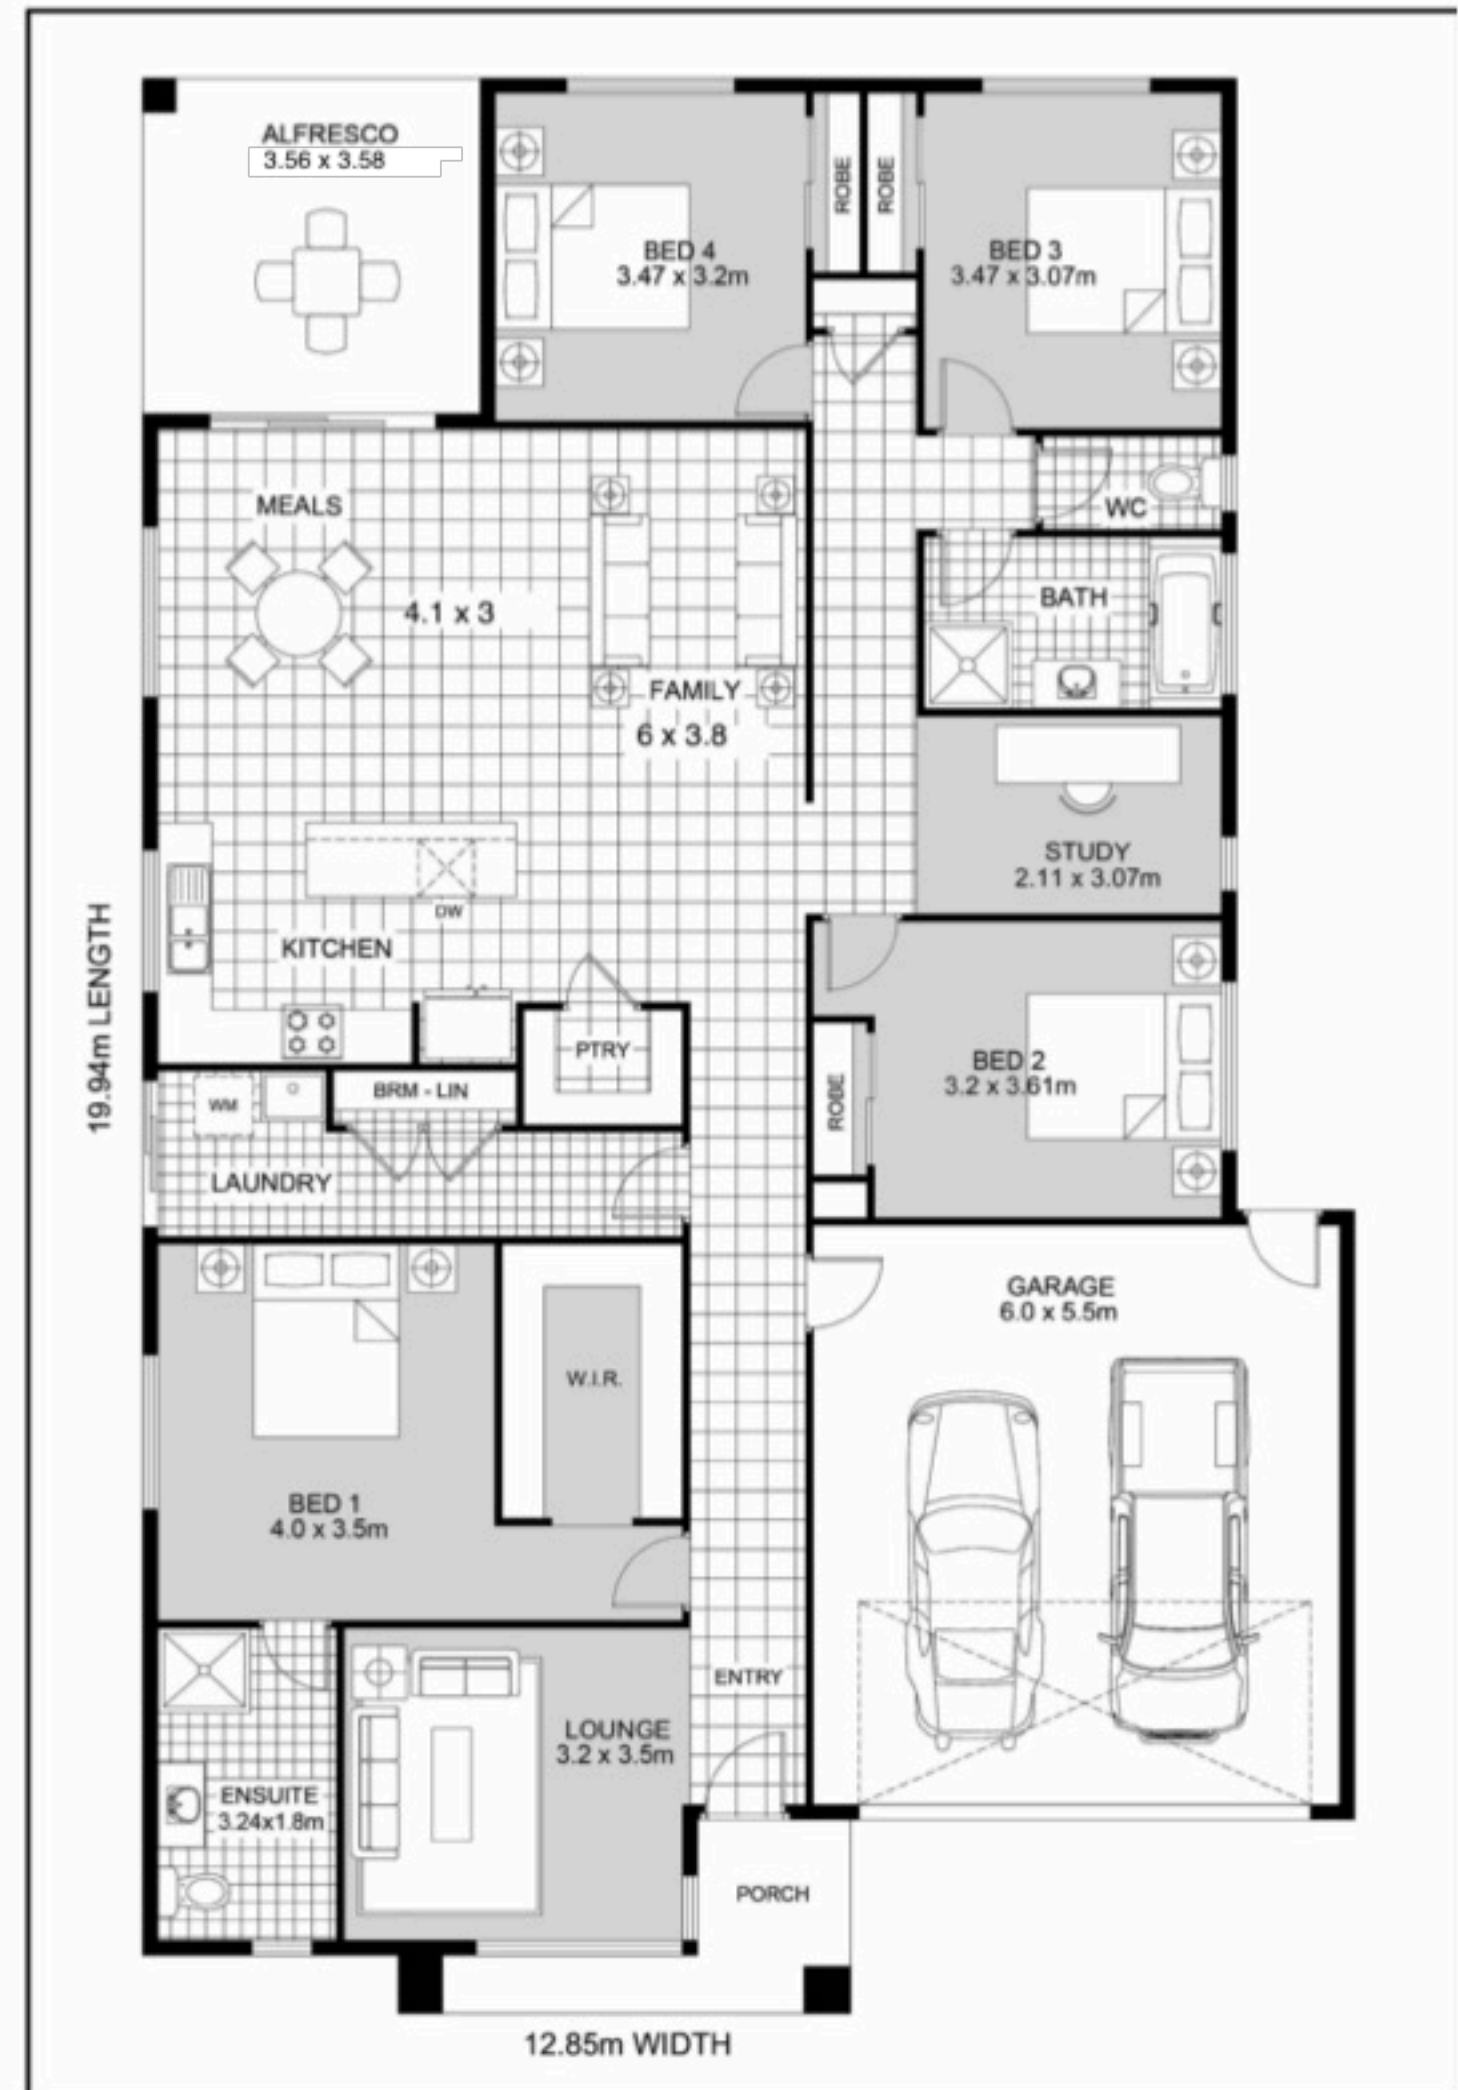 ALFRESCO
3.56 x 3.58
BED 4
3.47 x 3.2m
ROBE
ROBE
BED 3
3.47 x 3.07m
MEALS
4.1 x 3
FAMILY
6 x 3.8
WC
BATH
STUDY
2.11 x 3.07m
DW
KITCHEN
PTRY
BED 2
3.2 x 3.61m
ROBE
19.94m LENGTH
WM
BRM - LIN
LAUNDRY
GARAGE
6.0 x 5.5m
W.I.R.
BED 1
4.0 x 3.5m
ENTRY
LOUNGE
3.2 x 3.5m
ENSUITE
3.24x1.8m
PORCH
12.85m WIDTH